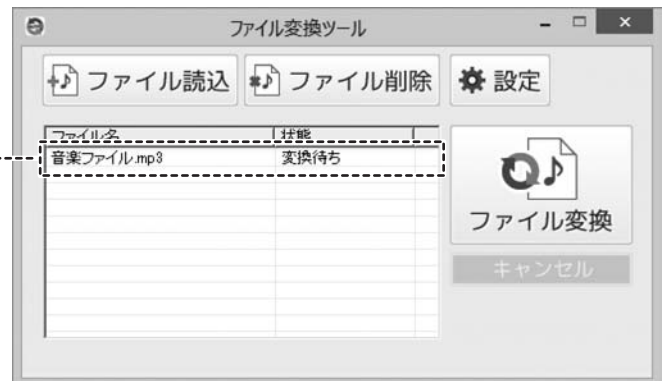 ファイル変換ツール
ファイル読込 ファイル削除 設定
ファイル名 状態
音楽ファイル.mp3 変換待ち
ファイル変換
キャンセル